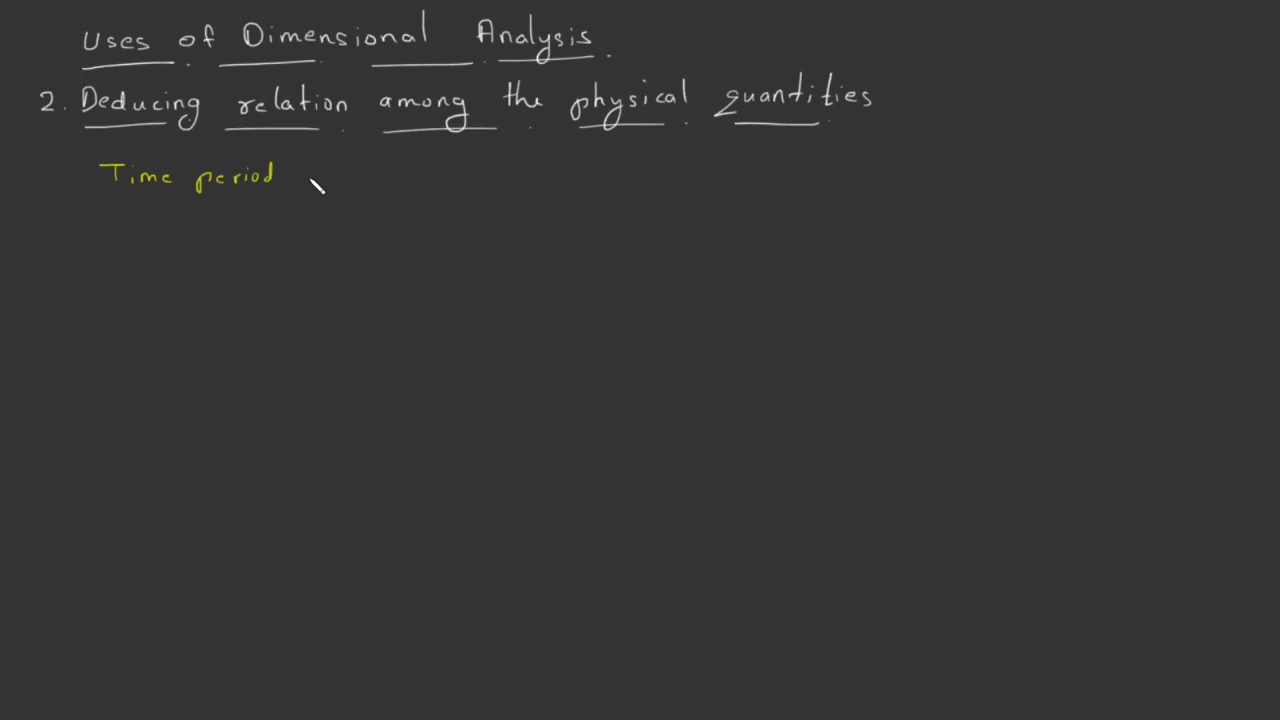 Uses of Dimensional Analysis.
2. Deducing relation among the physical quantities
Time period